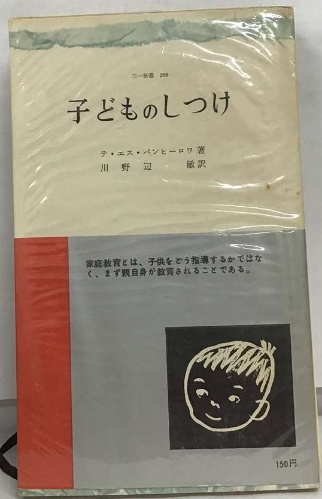 三一新書 299
子どものしつけ
テ・エス・パンヒーロワ著
川野辺 敏訳
家庭教育とは、子供をどう指導するかではな
く、まず親自身が教育されることである。
150円